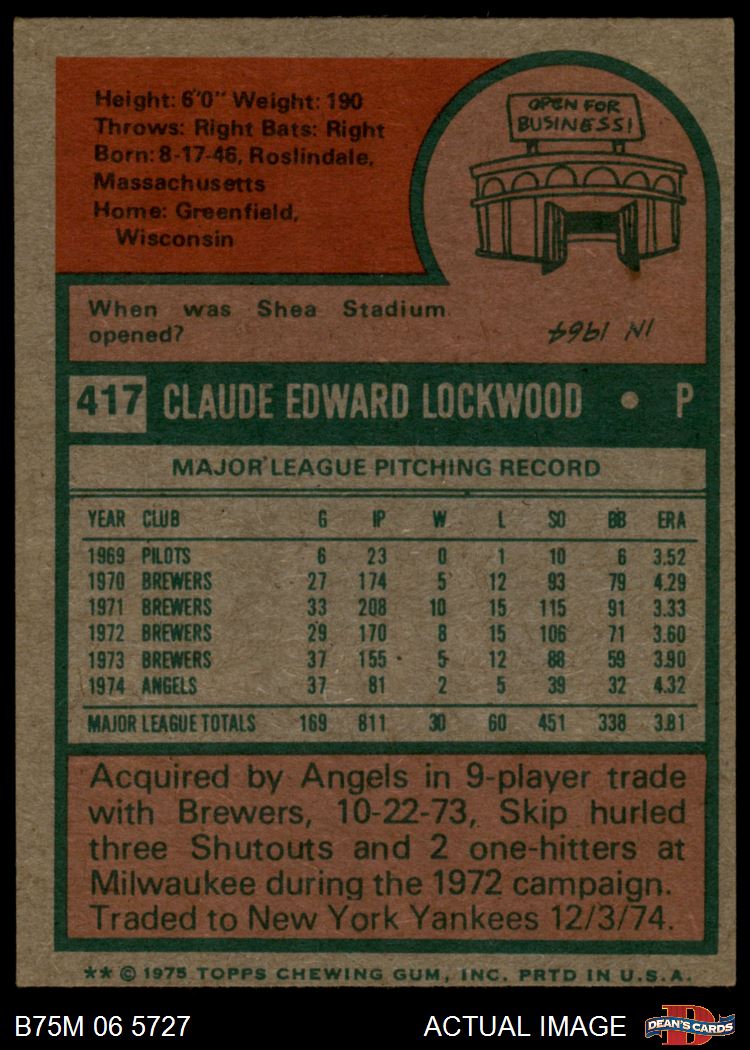 Height: 6'0" Weight: 190
Throws: Right Bats: Right
Born: 8-17-46, Roslindale,
Massachusetts
Home: Greenfield,
Wisconsin
OPEN FOR
BUSINESS!
When was Shea Stadium
opened?
IN 1964
417 CLAUDE EDWARD LOCKWOOD • P
MAJOR LEAGUE PITCHING RECORD
YEAR CLUB G IP W L SO BB ERA
1969 PILOTS 6 23 0 1 10 6 3.52
1970 BREWERS 27 174 5 12 93 79 4.29
1971 BREWERS 33 208 10 15 115 91 3.33
1972 BREWERS 29 170 8 15 106 71 3.60
1973 BREWERS 37 155 5 12 88 59 3.90
1974 ANGELS 37 81 2 5 39 32 4.32
MAJOR LEAGUE TOTALS 169 811 30 60 451 338 3.81
Acquired by Angels in 9-player trade
with Brewers, 10-22-73, Skip hurled
three Shutouts and 2 one-hitters at
Milwaukee during the 1972 campaign.
Traded to New York Yankees 12/3/74.
** © 1975 TOPPS CHEWING GUM, INC. PRTD IN U.S.A.
B75M 06 5727 ACTUAL IMAGE DEAN'S CARDS